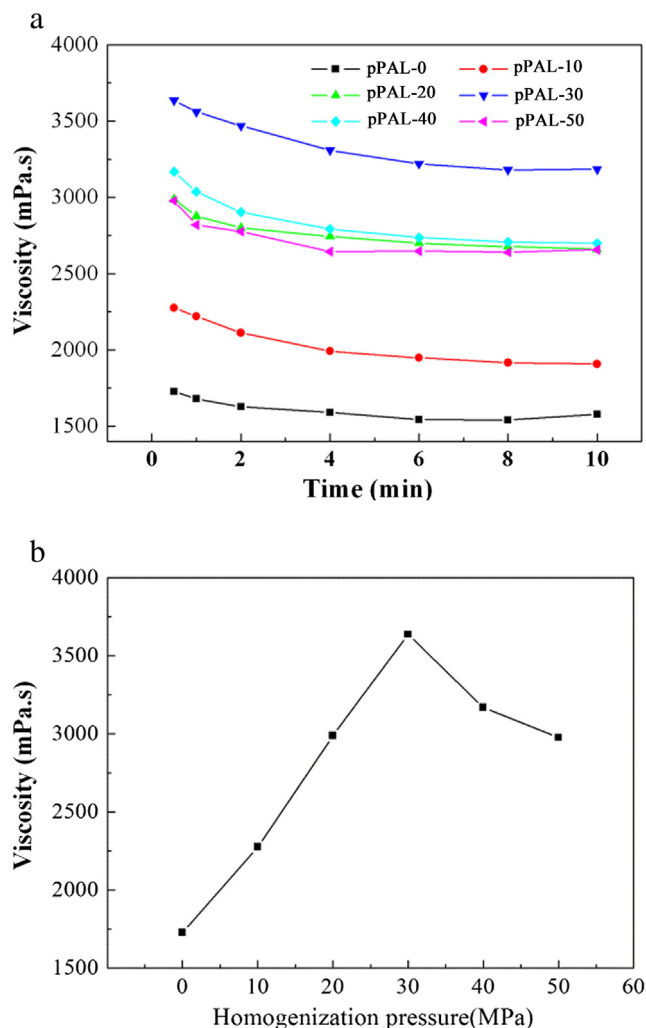 a
4000
pPAL-0 pPAL-10
pPAL-20 pPAL-30
pPAL-40 pPAL-50
3500
3000
2500
2000
1500
Viscosity (mPa.s)
0 2 4 6 8 10
Time (min)
b
4000
3500
3000
2500
2000
1500
Viscosity (mPa.s)
0 10 20 30 40 50 60
Homogenization pressure(MPa)